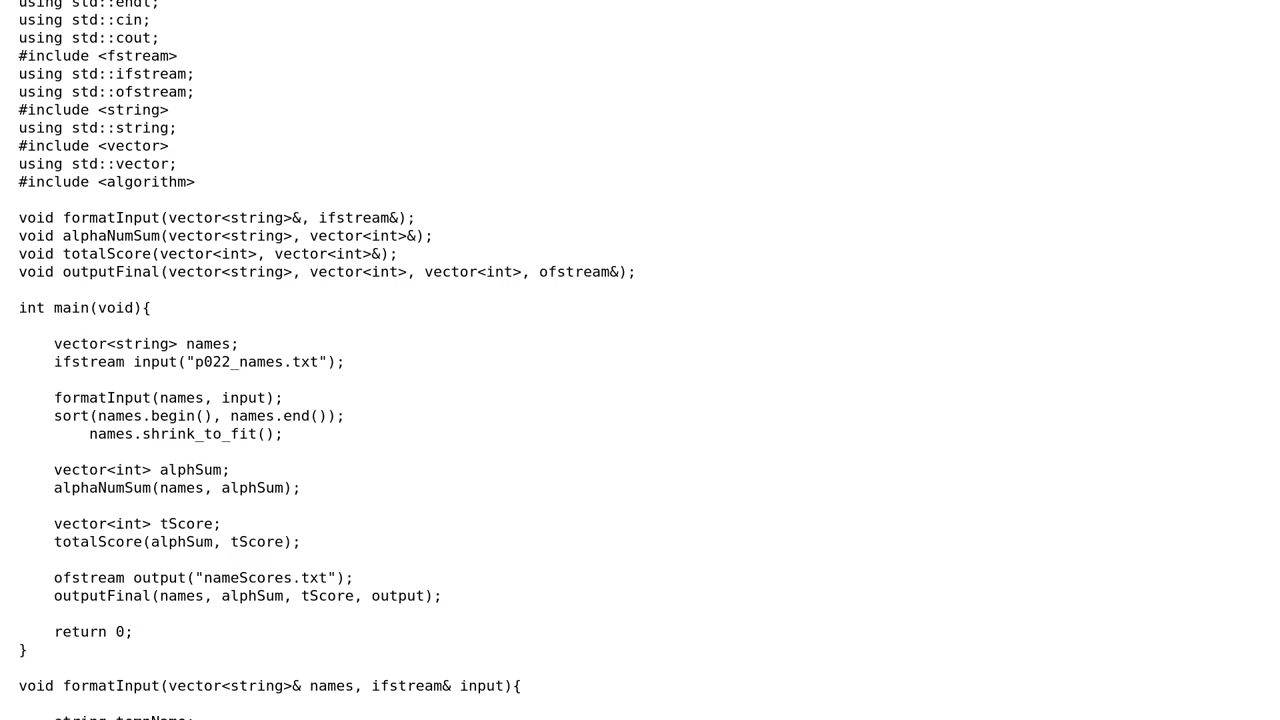 using std::endl;
using std::cin;
using std::cout;
#include <fstream>
using std::ifstream;
using std::ofstream;
#include <string>
using std::string;
#include <vector>
using std::vector;
#include <algorithm>

void formatInput(vector<string>&, ifstream&);
void alphaNumSum(vector<string>, vector<int>&);
void totalScore(vector<int>, vector<int>&);
void outputFinal(vector<string>, vector<int>, vector<int>, ofstream&);

int main(void){

    vector<string> names;
    ifstream input("p022_names.txt");

    formatInput(names, input);
    sort(names.begin(), names.end());
        names.shrink_to_fit();

    vector<int> alphSum;
    alphaNumSum(names, alphSum);

    vector<int> tScore;
    totalScore(alphSum, tScore);

    ofstream output("nameScores.txt");
    outputFinal(names, alphSum, tScore, output);

    return 0;
}

void formatInput(vector<string>& names, ifstream& input){

    string tempName;